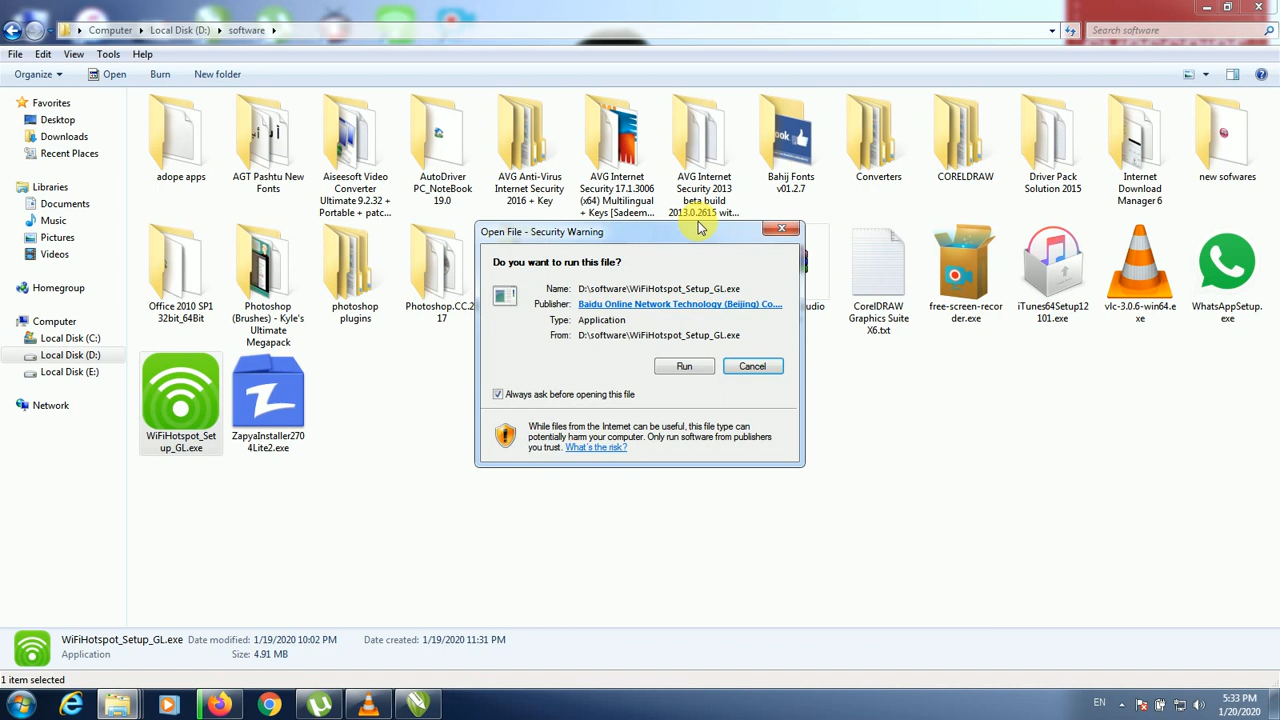 Computer Local Disk (D:) software
Search software
File Edit View Tools Help
Organize Open Burn New folder
Favorites
Desktop
Downloads
Recent Places
Libraries
Documents
Music
Pictures
Videos
Homegroup
Computer
Local Disk (C:)
Local Disk (D:)
Local Disk (E:)
Network
adope apps
AGT Pashtu New
Fonts
Aiseesoft Video
Converter
Ultimate 9.2.32 +
Portable + patc...
AutoDriver
PC_NoteBook
19.0
AVG Anti-Virus
Internet Security
2016 + Key
AVG Internet
Security 17.1.3006
(x64) Multilingual
+ Keys [Sadeem...
AVG Internet
Security 2013
beta build
2013.0.2615 wit...
Bahij Fonts
v01.2.7
Converters
CORELDRAW
Driver Pack
Solution 2015
Internet
Download
Manager 6
new sofwares
Office 2010 SP1
32bit_64Bit
Photoshop
(Brushes) - Kyle's
Ultimate
Megapack
photoshop
plugins
Photoshop.CC.2
17
udio
CorelDRAW
Graphics Suite
X6.txt
free-screen-recor
der.exe
iTunes64Setup12
101.exe
vlc-3.0.6-win64.e
xe
WhatsAppSetup.
exe
WiFiHotspot_Set
up_GL.exe
ZapyaInstaller270
4Lite2.exe
Open File - Security Warning
Do you want to run this file?
Name: D:\software\WiFiHotspot_Setup_GL.exe
Publisher: Baidu Online Network Technology (Beijing) Co....
Type: Application
From: D:\software\WiFiHotspot_Setup_GL.exe
Run Cancel
Always ask before opening this file
While files from the Internet can be useful, this file type can
potentially harm your computer. Only run software from publishers
you trust. What's the risk?
WiFiHotspot_Setup_GL.exe Date modified: 1/19/2020 10:02 PM Date created: 1/19/2020 11:31 PM
Application Size: 4.91 MB
1 item selected
EN
5:33 PM
1/20/2020